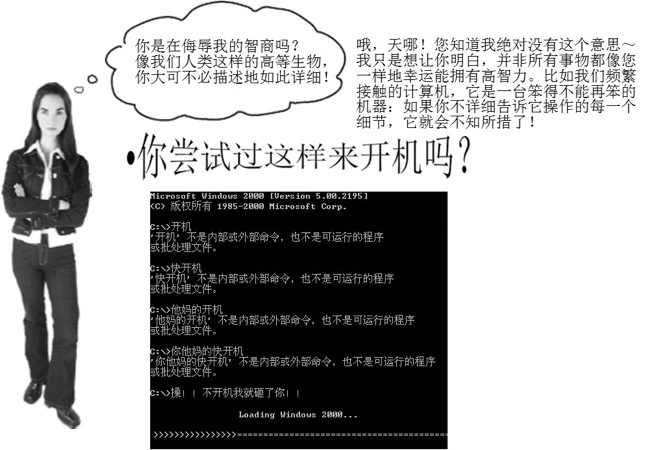 你是在侮辱我的智商吗？
像我们人类这样的高等生物，
你大可不必描述地如此详细！
哦，天哪！您知道我绝对没有这个意思～
我只是想让你明白，并非所有事物都像您
一样地幸运能拥有高智力。比如我们频繁
接触的计算机，它是一台笨得不能再笨的
机器：如果你不详细告诉它操作的每一个
细节，它就会不知所措了！
•你尝试过这样来开机吗？
Microsoft Windows 2000 [Version 5.00.2195]
(C) 版权所有 1985-2000 Microsoft Corp.
C:\>开机
'开机' 不是内部或外部命令，也不是可运行的程序
或批处理文件。
C:\>快开机
'快开机' 不是内部或外部命令，也不是可运行的程序
或批处理文件。
C:\>他妈的开机
'他妈的开机' 不是内部或外部命令，也不是可运行的程序
或批处理文件。
C:\>你他妈的快开机
'你他妈的快开机' 不是内部或外部命令，也不是可运行的程序
或批处理文件。
C:\>操！！不开机我就砸了你！！
Loading Windows 2000...
>>>>>>>>>>>>>>>>>====================================